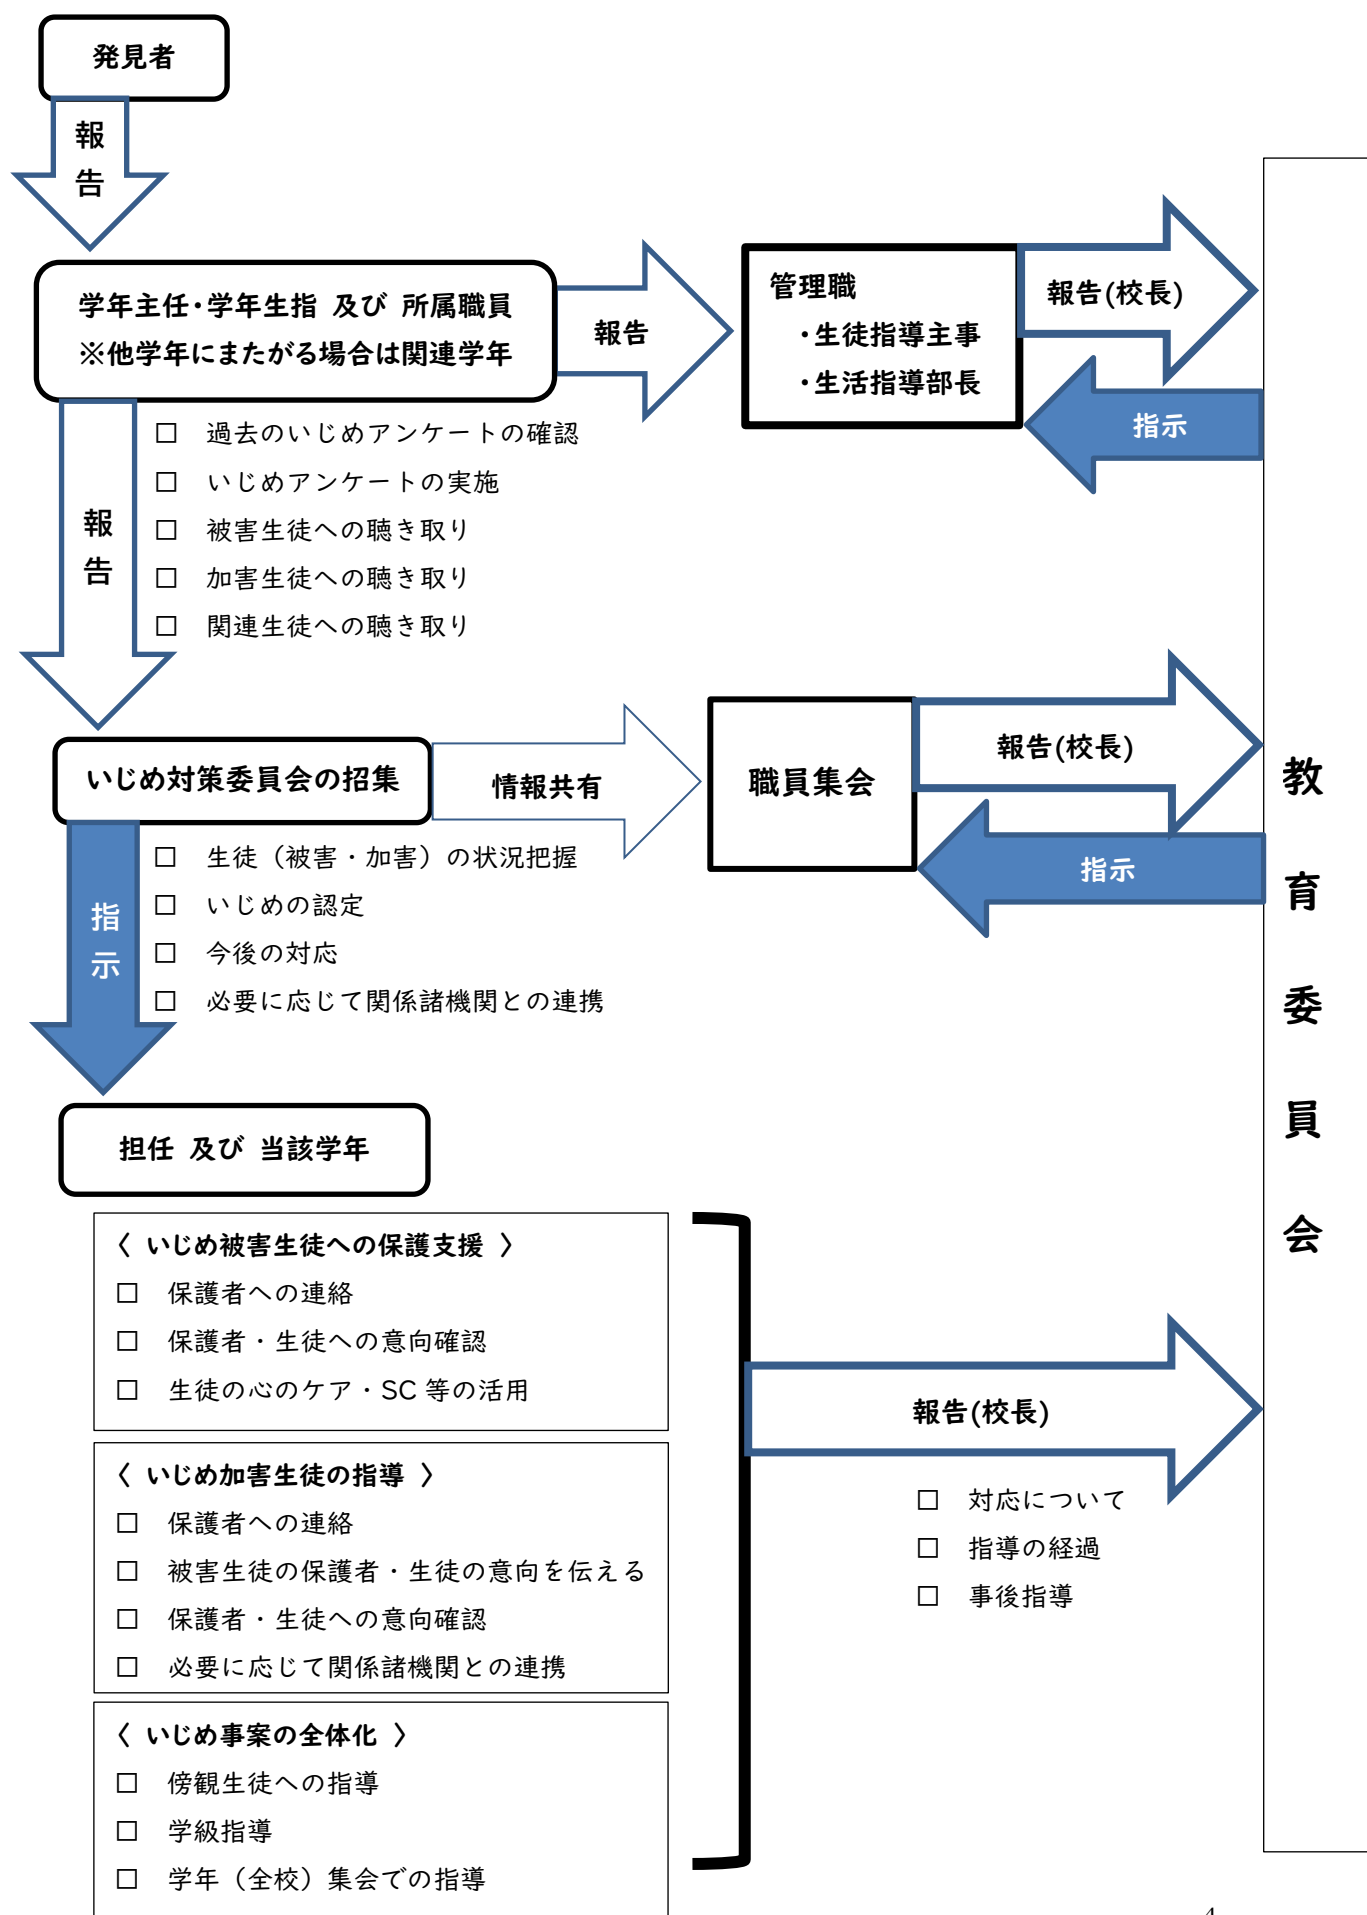 発見者
報告
学年主任・学年生指 及び 所属職員
※他学年にまたがる場合は関連学年
報告
管理職
・生徒指導主事
・生活指導部長
報告(校長)
指示
報告
□ 過去のいじめアンケートの確認
□ いじめアンケートの実施
□ 被害生徒への聴き取り
□ 加害生徒への聴き取り
□ 関連生徒への聴き取り
いじめ対策委員会の招集
情報共有
職員集会
報告(校長)
指示
教育委員会
指示
□ 生徒（被害・加害）の状況把握
□ いじめの認定
□ 今後の対応
□ 必要に応じて関係諸機関との連携
担任 及び 当該学年
〈 いじめ被害生徒への保護支援 〉
□ 保護者への連絡
□ 保護者・生徒への意向確認
□ 生徒の心のケア・SC 等の活用
〈 いじめ加害生徒の指導 〉
□ 保護者への連絡
□ 被害生徒の保護者・生徒の意向を伝える
□ 保護者・生徒への意向確認
□ 必要に応じて関係諸機関との連携
〈 いじめ事案の全体化 〉
□ 傍観生徒への指導
□ 学級指導
□ 学年（全校）集会での指導
報告(校長)
□ 対応について
□ 指導の経過
□ 事後指導
4